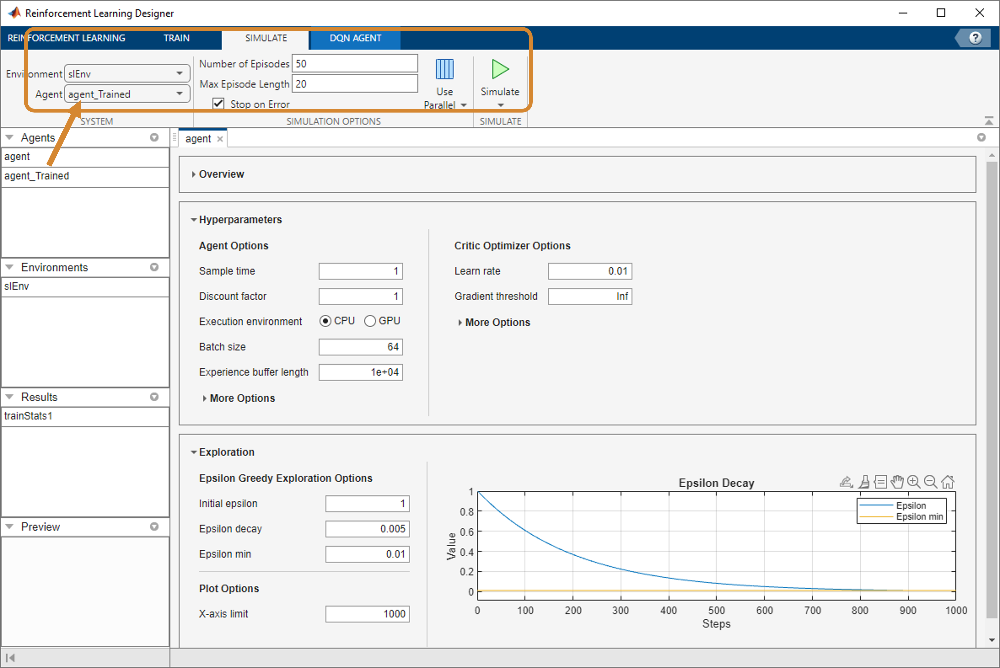 Reinforcement Learning Designer
REINFORCEMENT LEARNING TRAIN SIMULATE DQN AGENT ?
Environment slEnv
Agent agent_Trained
SYSTEM
Number of Episodes 50
Max Episode Length 20
Stop on Error
Use
Parallel
SIMULATION OPTIONS
Simulate
SIMULATE
Agents
agent
agent_Trained
Environments
slEnv
Results
trainStats1
Preview
agent
Overview
Hyperparameters
Agent Options
Sample time 1
Discount factor 1
Execution environment CPU GPU
Batch size 64
Experience buffer length 1e+04
More Options
Critic Optimizer Options
Learn rate 0.01
Gradient threshold Inf
More Options
Exploration
Epsilon Greedy Exploration Options
Initial epsilon 1
Epsilon decay 0.005
Epsilon min 0.01
Plot Options
X-axis limit 1000
Epsilon Decay
Epsilon
Epsilon min
Value
1
0.8
0.6
0.4
0.2
0
0 100 200 300 400 500 600 700 800 900 1000
Steps